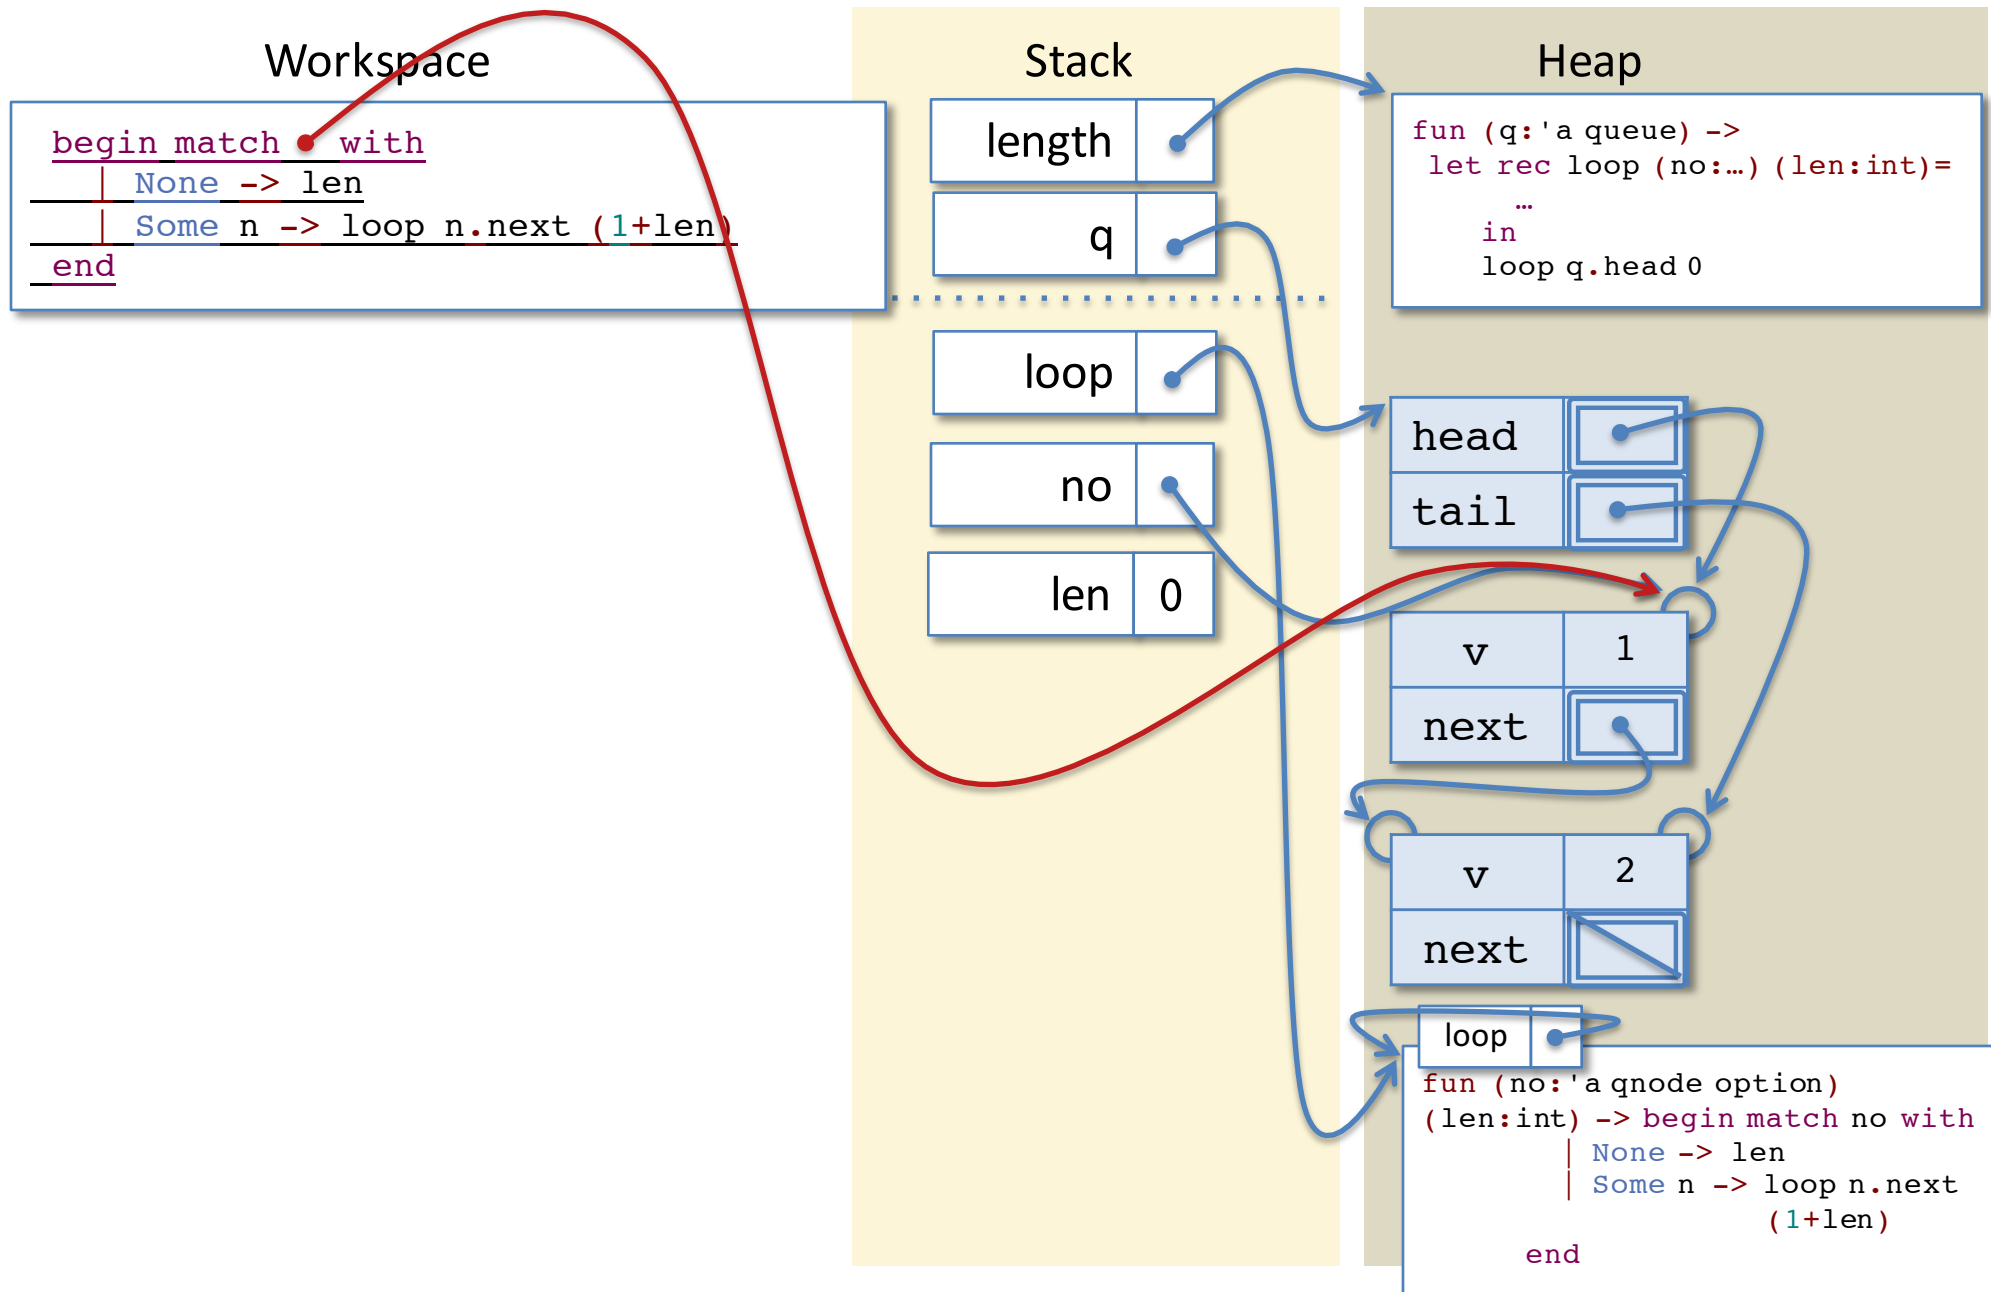 Workspace
begin match with
| None -> len
| Some n -> loop n.next (1+len)
end
Stack
length
q
loop
no
len 0
Heap
fun (q:'a queue) ->
let rec loop (no:…) (len:int)=
…
in
loop q.head 0
head
tail
v 1
next
v 2
next
loop
fun (no:'a qnode option)
(len:int) -> begin match no with
| None -> len
| Some n -> loop n.next
(1+len)
end